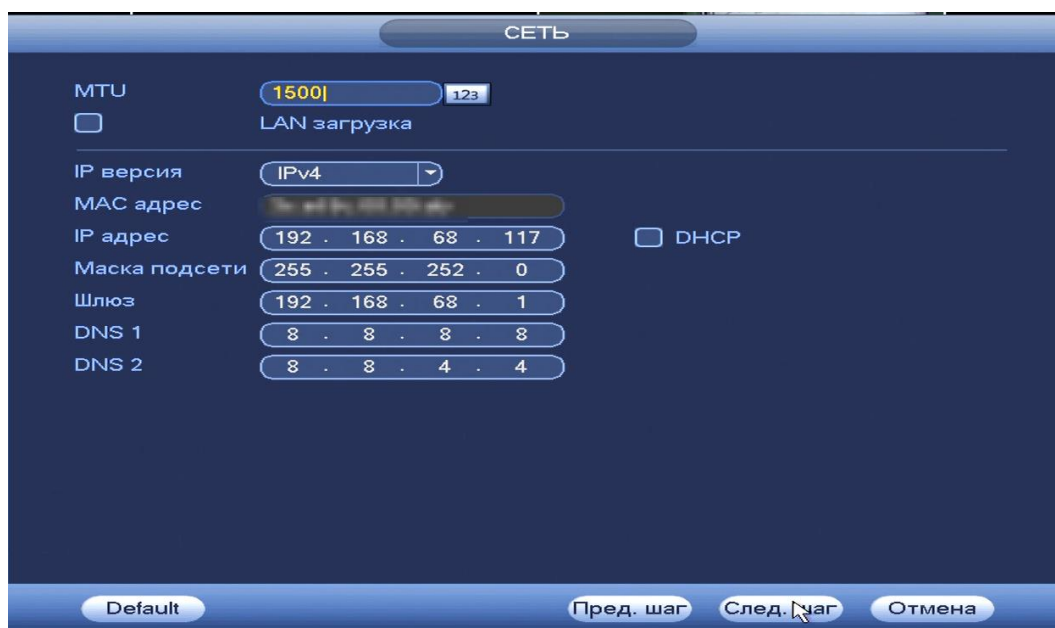 СЕТЬ
MTU 1500 123
LAN загрузка
IP версия IPv4
MAC адрес
IP адрес 192 . 168 . 68 . 117 DHCP
Маска подсети 255 . 255 . 252 . 0
Шлюз 192 . 168 . 68 . 1
DNS 1 8 . 8 . 8 . 8
DNS 2 8 . 8 . 4 . 4
Default Пред. шаг След. шаг Отмена